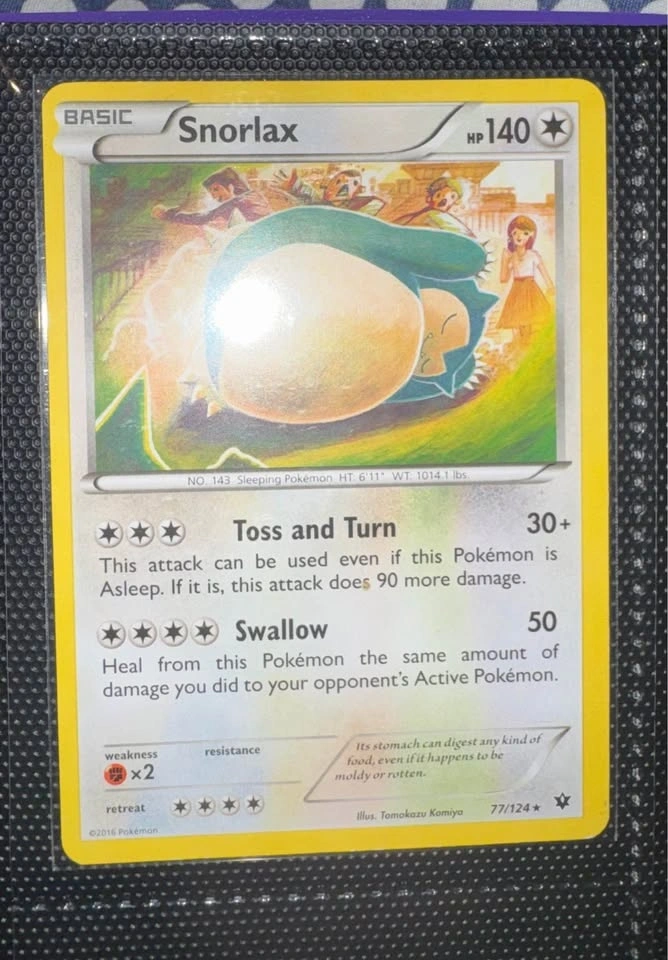 BASIC
Snorlax
HP 140
NO. 143 Sleeping Pokémon HT. 6'11" WT. 1014.1 lbs.
Toss and Turn 30+
This attack can be used even if this Pokémon is
Asleep. If it is, this attack does 90 more damage.
Swallow 50
Heal from this Pokémon the same amount of
damage you did to your opponent's Active Pokémon.
weakness resistance
×2
Its stomach can digest any kind of
food, even if it happens to be
moldy or rotten.
retreat
Illus. Tomokazu Komiya 77/124 ★
©2016 Pokémon